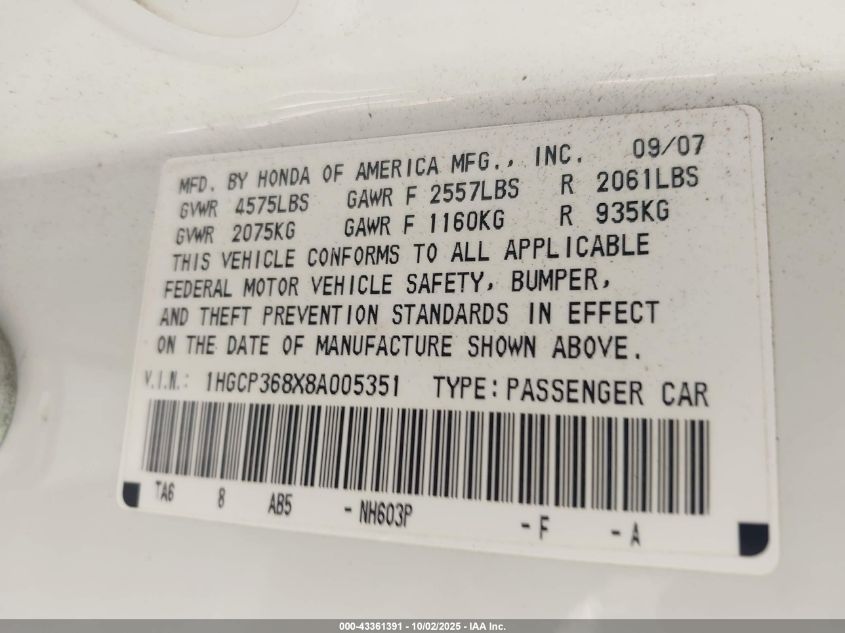 MFD. BY HONDA OF AMERICA MFG., INC. 09/07
GVWR 4575LBS GAWR F 2557LBS R 2061LBS
GVWR 2075KG GAWR F 1160KG R 935KG
THIS VEHICLE CONFORMS TO ALL APPLICABLE
FEDERAL MOTOR VEHICLE SAFETY, BUMPER,
AND THEFT PREVENTION STANDARDS IN EFFECT
ON THE DATE OF MANUFACTURE SHOWN ABOVE.
V.I.N.: 1HGCP368X8A005351 TYPE: PASSENGER CAR
TA6 8 AB5 - NH603P - F - A
000-43361391 - 10/02/2025 - IAA Inc.